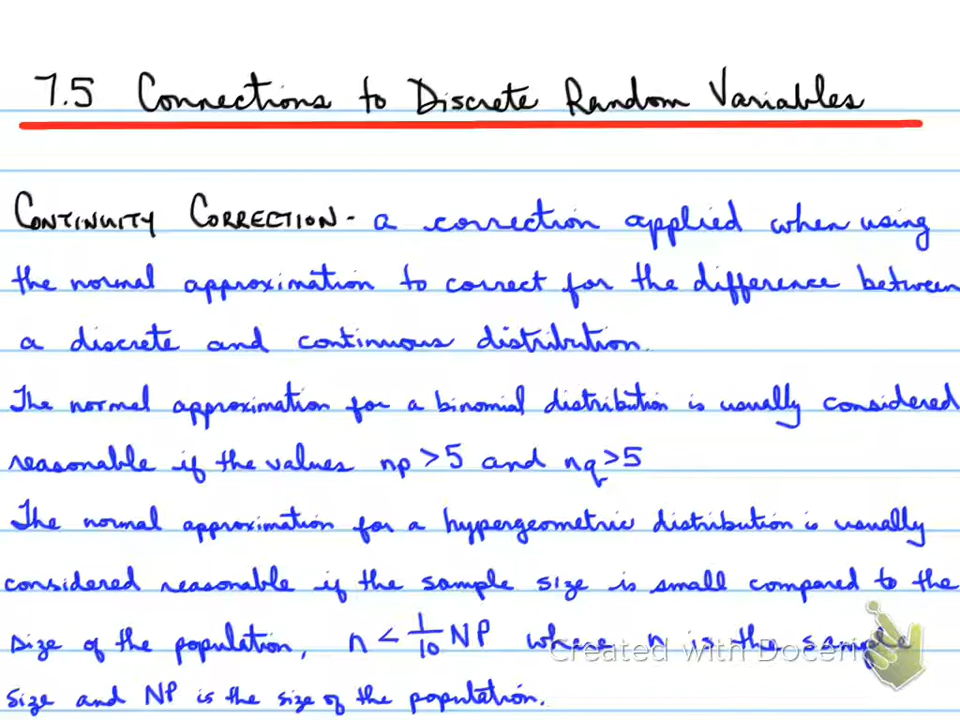 7.5 Connections to Discrete Random Variables
CONTINUITY CORRECTION - a correction applied when using
the normal approximation to correct for the difference between
a discrete and continuous distribution.
The normal approximation for a binomial distribution is usually considered
reasonable if the values np > 5 and nq > 5
The normal approximation for a hypergeometric distribution is usually
considered reasonable if the sample size is small compared to the
size of the population, n < 1/10 NP where n is the sample
Created with Doceri
size and NP is the size of the population.